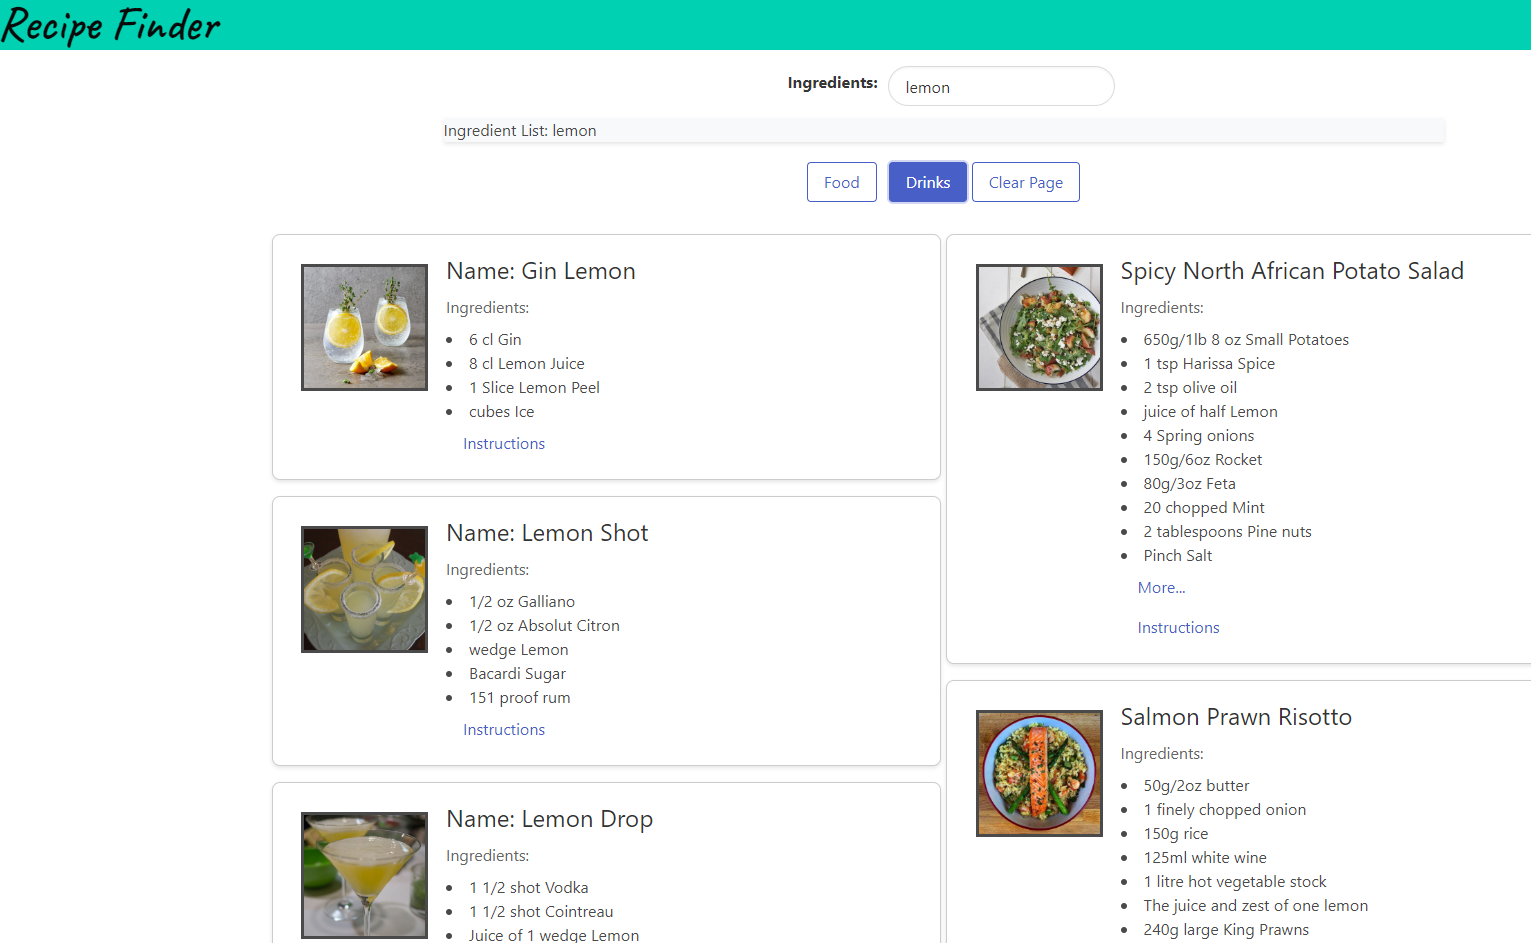 Recipe Finder
Ingredients:
lemon
Ingredient List: lemon
Food
Drinks
Clear Page
Name: Gin Lemon
Ingredients:
6 cl Gin
8 cl Lemon Juice
1 Slice Lemon Peel
cubes Ice
Instructions
Name: Lemon Shot
Ingredients:
1/2 oz Galliano
1/2 oz Absolut Citron
wedge Lemon
Bacardi Sugar
151 proof rum
Instructions
Name: Lemon Drop
Ingredients:
1 1/2 shot Vodka
1 1/2 shot Cointreau
Juice of 1 wedge Lemon
Spicy North African Potato Salad
Ingredients:
650g/1lb 8 oz Small Potatoes
1 tsp Harissa Spice
2 tsp olive oil
juice of half Lemon
4 Spring onions
150g/6oz Rocket
80g/3oz Feta
20 chopped Mint
2 tablespoons Pine nuts
Pinch Salt
More...
Instructions
Salmon Prawn Risotto
Ingredients:
50g/2oz butter
1 finely chopped onion
150g rice
125ml white wine
1 litre hot vegetable stock
The juice and zest of one lemon
240g large King Prawns